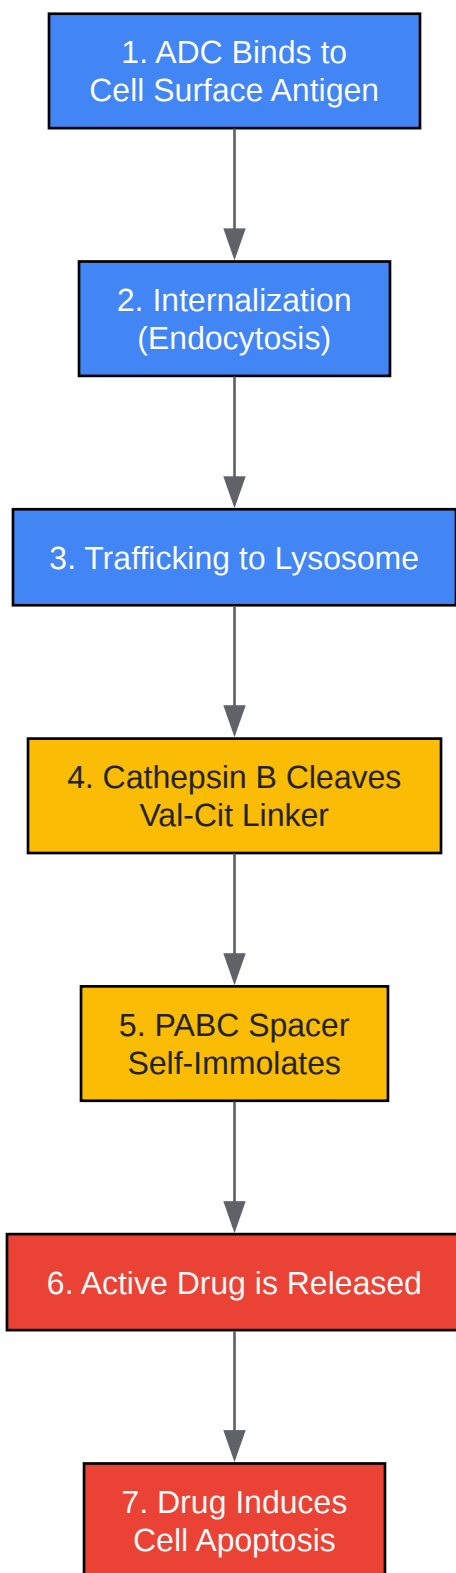 1. ADC Binds to
Cell Surface Antigen
2. Internalization
(Endocytosis)
3. Trafficking to Lysosome
4. Cathepsin B Cleaves
Val-Cit Linker
5. PABC Spacer
Self-Immolates
6. Active Drug is Released
7. Drug Induces
Cell Apoptosis